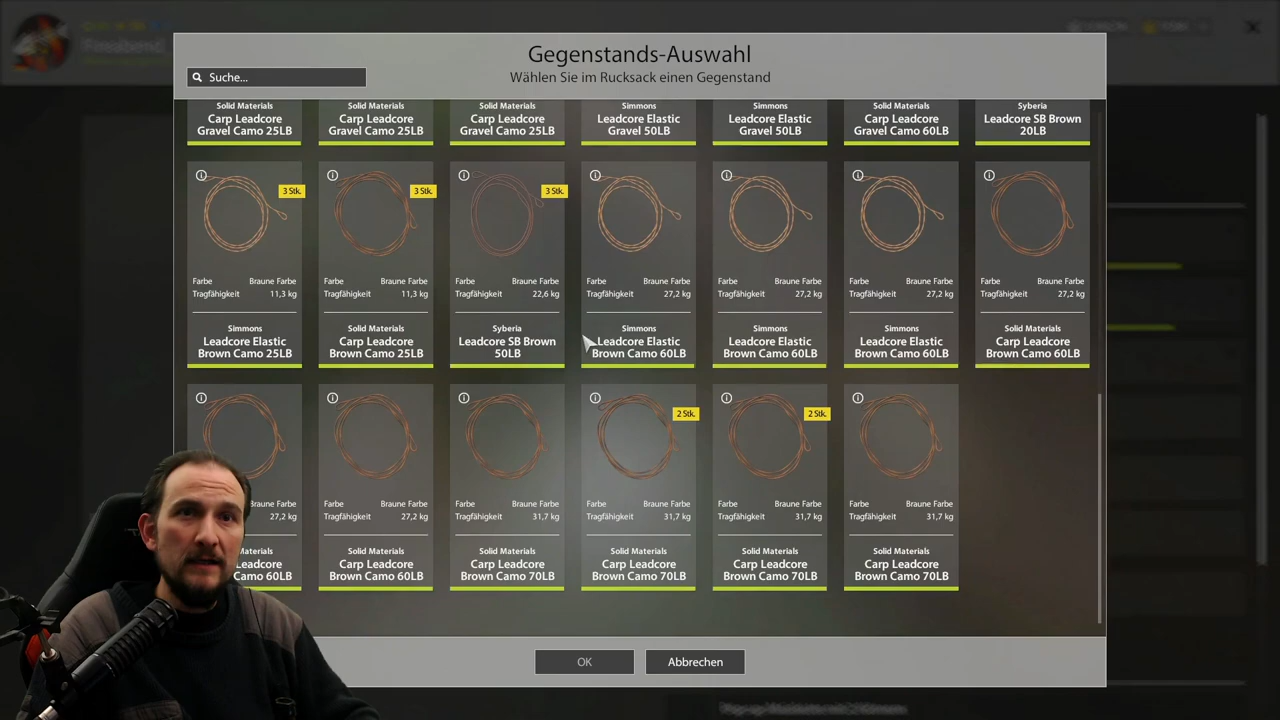 Gegenstands-Auswahl
Suche...
Wählen Sie im Rucksack einen Gegenstand
Solid Materials
Carp Leadcore
Gravel Camo 25LB
Solid Materials
Carp Leadcore
Gravel Camo 25LB
Solid Materials
Carp Leadcore
Gravel Camo 25LB
Simmons
Leadcore Elastic
Gravel 50LB
Simmons
Leadcore Elastic
Gravel 50LB
Solid Materials
Carp Leadcore
Gravel Camo 60LB
Syberia
Leadcore SB Brown
20LB
3 Stk.
Farbe Braune Farbe
Tragfähigkeit 11,3 kg
Simmons
Leadcore Elastic
Brown Camo 25LB
3 Stk.
Farbe Braune Farbe
Tragfähigkeit 11,3 kg
Solid Materials
Carp Leadcore
Brown Camo 25LB
3 Stk.
Farbe Braune Farbe
Tragfähigkeit 22,6 kg
Syberia
Leadcore SB Brown
50LB
Farbe Braune Farbe
Tragfähigkeit 27,2 kg
Simmons
Leadcore Elastic
Brown Camo 60LB
Farbe Braune Farbe
Tragfähigkeit 27,2 kg
Simmons
Leadcore Elastic
Brown Camo 60LB
Farbe Braune Farbe
Tragfähigkeit 27,2 kg
Simmons
Leadcore Elastic
Brown Camo 60LB
Farbe Braune Farbe
Tragfähigkeit 27,2 kg
Solid Materials
Carp Leadcore
Brown Camo 60LB
Braune Farbe
27,2 kg
Materials
Leadcore
Camo 60LB
Farbe Braune Farbe
Tragfähigkeit 27,2 kg
Solid Materials
Carp Leadcore
Brown Camo 60LB
Farbe Braune Farbe
Tragfähigkeit 31,7 kg
Solid Materials
Carp Leadcore
Brown Camo 70LB
2 Stk.
Farbe Braune Farbe
Tragfähigkeit 31,7 kg
Solid Materials
Carp Leadcore
Brown Camo 70LB
2 Stk.
Farbe Braune Farbe
Tragfähigkeit 31,7 kg
Solid Materials
Carp Leadcore
Brown Camo 70LB
Farbe Braune Farbe
Tragfähigkeit 31,7 kg
Solid Materials
Carp Leadcore
Brown Camo 70LB
OK
Abbrechen